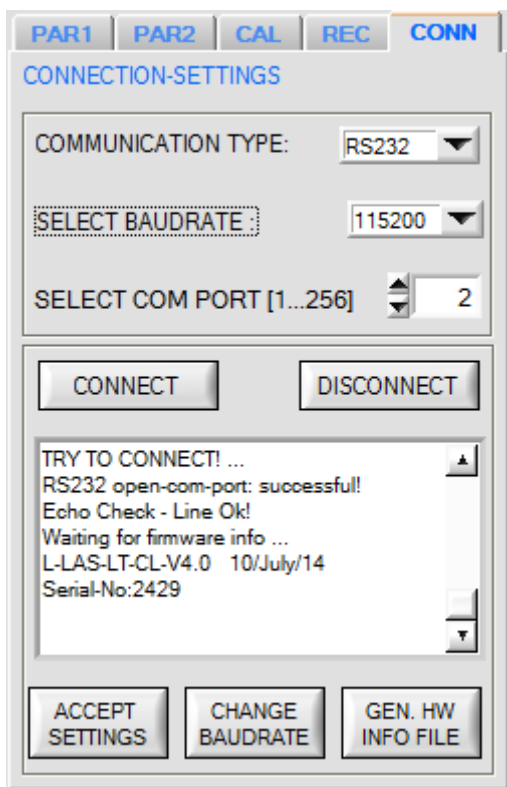 PAR1 PAR2 CAL REC CONN
CONNECTION-SETTINGS
COMMUNICATION TYPE: RS232
SELECT BAUDRATE : 115200
SELECT COM PORT [1...256] 2
CONNECT DISCONNECT
TRY TO CONNECT! ...
RS232 open-com-port: successful!
Echo Check - Line Ok!
Waiting for firmware info ...
L-LAS-LT-CL-V4.0 10/July/14
Serial-No:2429
ACCEPT SETTINGS
CHANGE BAUDRATE
GEN. HW INFO FILE